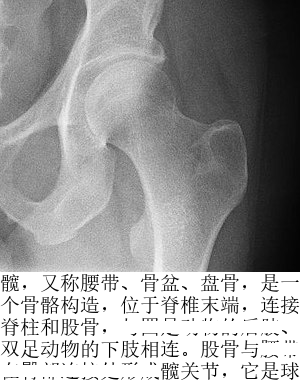 髋，又称腰带、骨盆、盘骨，是一
个骨骼构造，位于脊椎末端，连接
脊柱和股骨，
双足动物的下肢相连。股骨与
髋关节，它是球